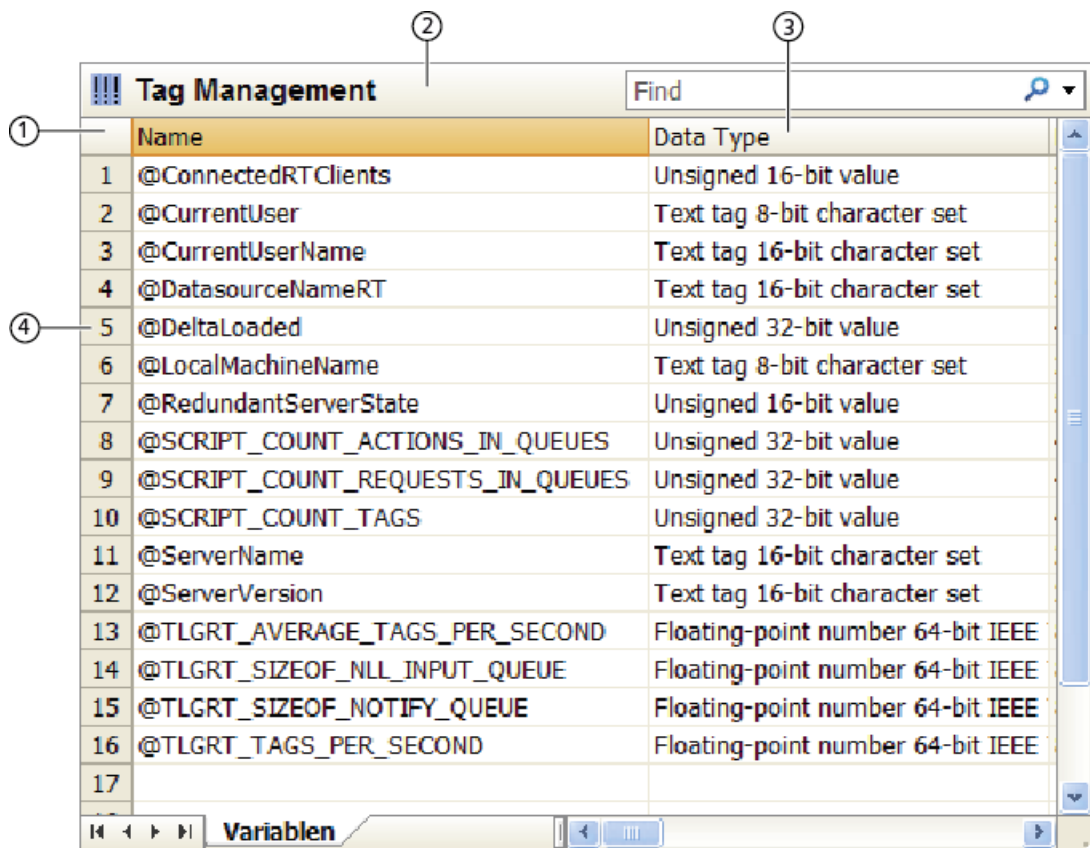 ② ③
!!! Tag Management Find
① Name Data Type
1 @ConnectedRTClients Unsigned 16-bit value
2 @CurrentUser Text tag 8-bit character set
3 @CurrentUserName Text tag 16-bit character set
4 @DatasourceNameRT Text tag 16-bit character set
④ 5 @DeltaLoaded Unsigned 32-bit value
6 @LocalMachineName Text tag 8-bit character set
7 @RedundantServerState Unsigned 16-bit value
8 @SCRIPT_COUNT_ACTIONS_IN_QUEUES Unsigned 32-bit value
9 @SCRIPT_COUNT_REQUESTS_IN_QUEUES Unsigned 32-bit value
10 @SCRIPT_COUNT_TAGS Unsigned 32-bit value
11 @ServerName Text tag 16-bit character set
12 @ServerVersion Text tag 16-bit character set
13 @TLGRT_AVERAGE_TAGS_PER_SECOND Floating-point number 64-bit IEEE
14 @TLGRT_SIZEOF_NLL_INPUT_QUEUE Floating-point number 64-bit IEEE
15 @TLGRT_SIZEOF_NOTIFY_QUEUE Floating-point number 64-bit IEEE
16 @TLGRT_TAGS_PER_SECOND Floating-point number 64-bit IEEE
17
Variablen